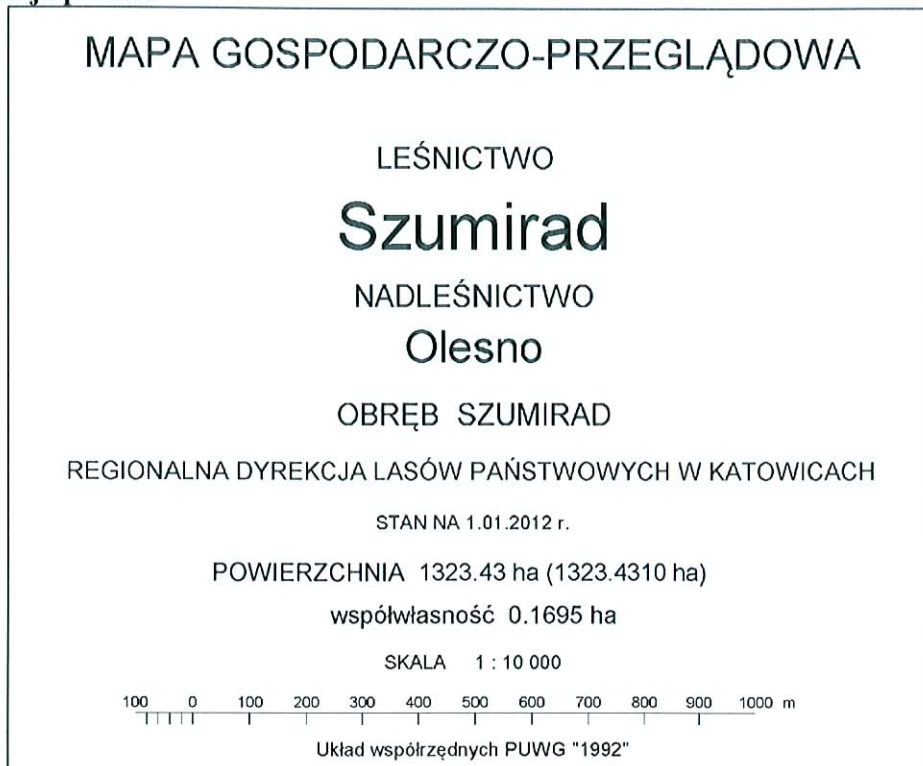 MAPA GOSPODARCZO-PRZEGLĄDOWA
LEŚNICTWO
Szumirad
NADLEŚNICTWO
Olesno
OBRĘB SZUMIRAD
REGIONALNA DYREKCJA LASÓW PAŃSTWOWYCH W KATOWICACH
STAN NA 1.01.2012 r.
POWIERZCHNIA 1323.43 ha (1323.4310 ha)
współwłasność 0.1695 ha
SKALA 1 : 10 000
100 0 100 200 300 400 500 600 700 800 900 1000 m
Układ współrzędnych PUWG "1992"